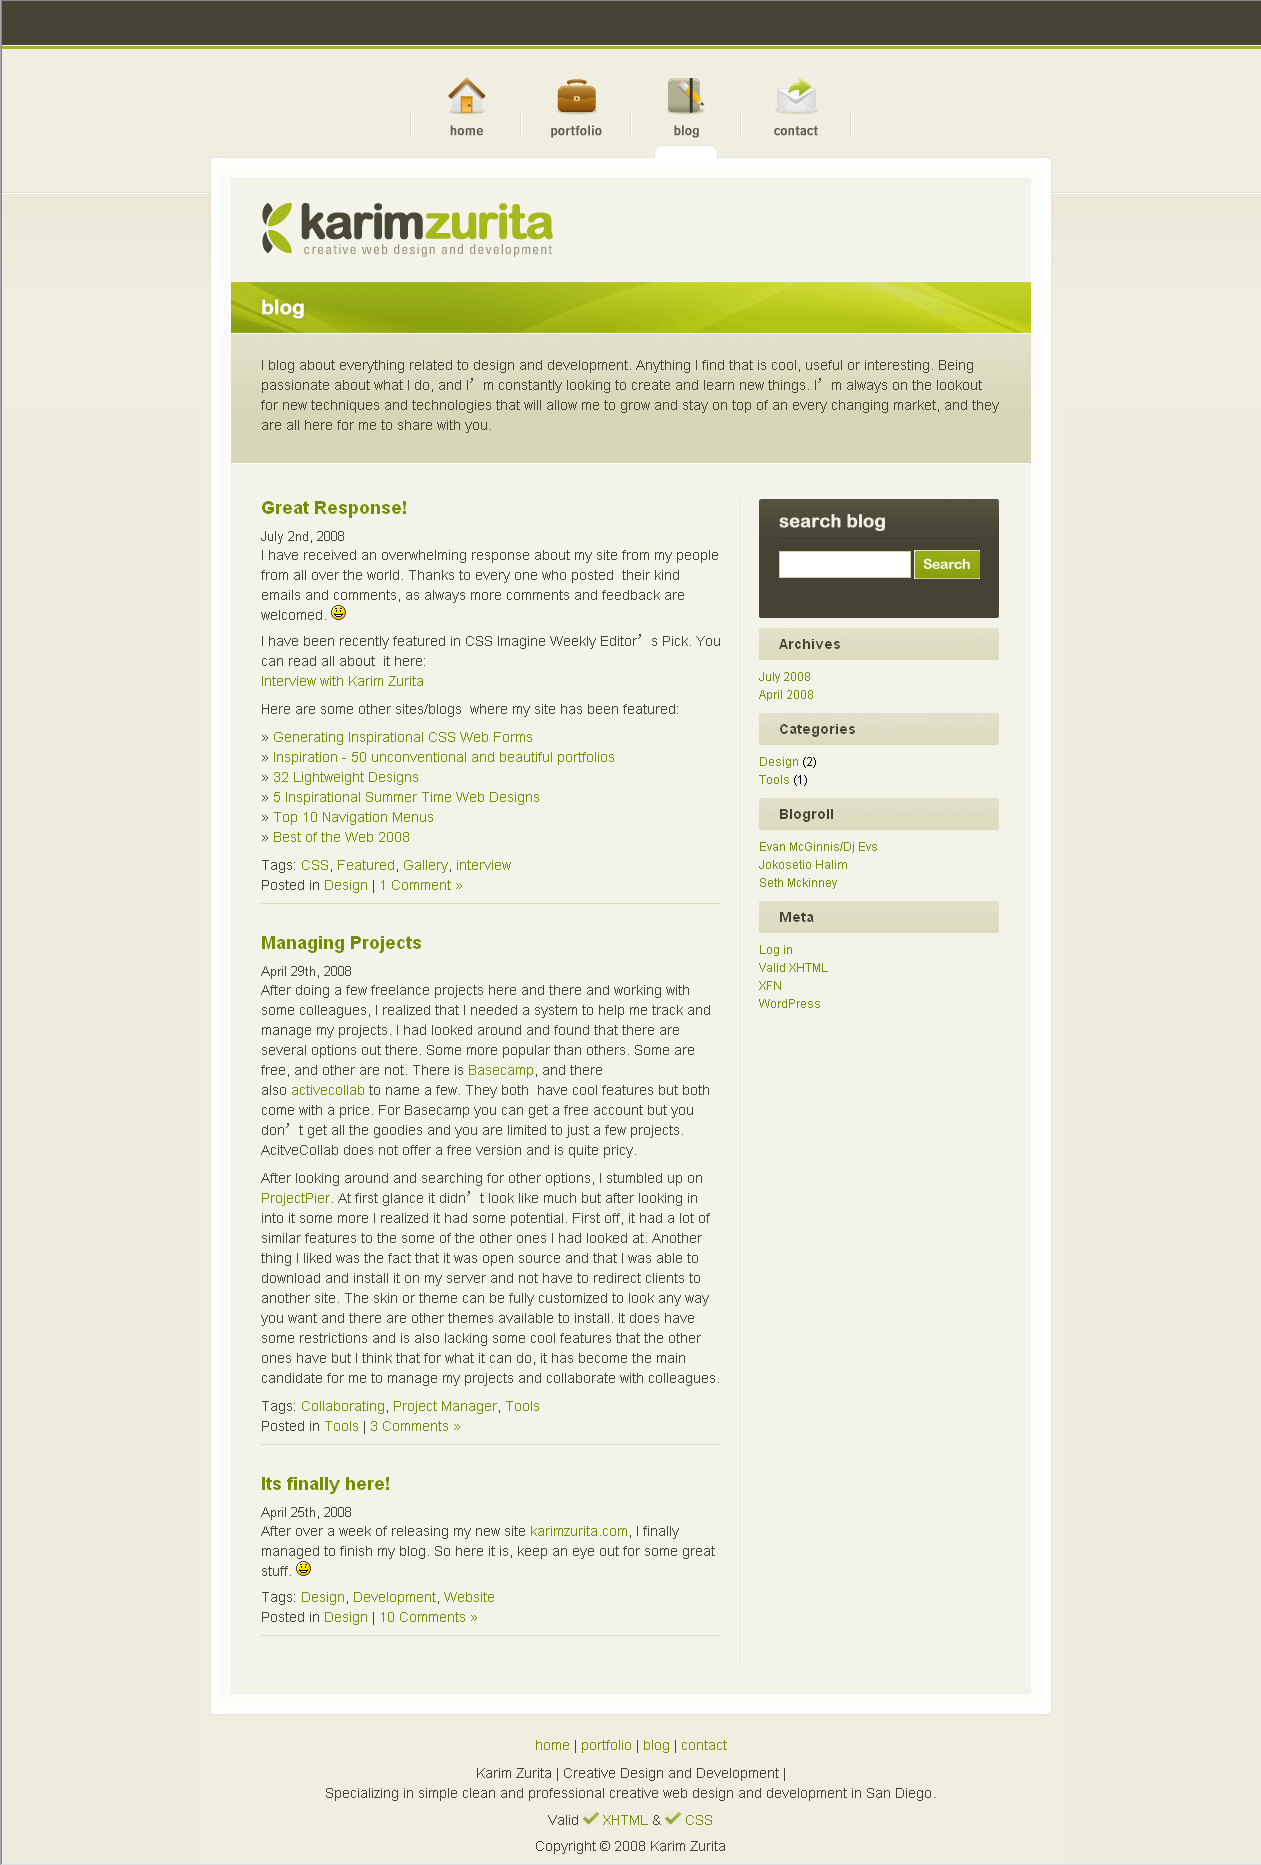 home
portfolio
blog
contact
karimzurita
creative web design and development
blog
I blog about everything related to design and development. Anything I find that is cool, useful or interesting. Being
passionate about what I do, and I’m constantly looking to create and learn new things. I’m always on the lookout
for new techniques and technologies that will allow me to grow and stay on top of an every changing market, and they
are all here for me to share with you.
Great Response!
July 2nd, 2008
I have received an overwhelming response about my site from my people
from all over the world. Thanks to every one who posted  their kind
emails and comments, as always more comments and feedback are
welcomed.
I have been recently featured in CSS Imagine Weekly Editor’s Pick. You
can read all about  it here:
Interview with Karim Zurita
Here are some other sites/blogs  where my site has been featured:
» Generating Inspirational CSS Web Forms
» Inspiration - 50 unconventional and beautiful portfolios
» 32 Lightweight Designs
» 5 Inspirational Summer Time Web Designs
» Top 10 Navigation Menus
» Best of the Web 2008
Tags: CSS, Featured, Gallery, interview
Posted in Design | 1 Comment »
Managing Projects
April 29th, 2008
After doing a few freelance projects here and there and working with
some colleagues, I realized that I needed a system to help me track and
manage my projects. I had looked around and found that there are
several options out there. Some more popular than others. Some are
free, and other are not. There is Basecamp, and there
also activecollab to name a few. They both  have cool features but both
come with a price. For Basecamp you can get a free account but you
don’t get all the goodies and you are limited to just a few projects.
AcitveCollab does not offer a free version and is quite pricy.
After looking around and searching for other options, I stumbled up on
ProjectPier. At first glance it didn’t look like much but after looking in
into it some more I realized it had some potential. First off, it had a lot of
similar features to the some of the other ones I had looked at. Another
thing I liked was the fact that it was open source and that I was able to
download and install it on my server and not have to redirect clients to
another site. The skin or theme can be fully customized to look any way
you want and there are other themes available to install. It does have
some restrictions and is also lacking some cool features that the other
ones have but I think that for what it can do, it has become the main
candidate for me to manage my projects and collaborate with colleagues.
Tags: Collaborating, Project Manager, Tools
Posted in Tools | 3 Comments »
Its finally here!
April 25th, 2008
After over a week of releasing my new site karimzurita.com, I finally
managed to finish my blog. So here it is, keep an eye out for some great
stuff.
Tags: Design, Development, Website
Posted in Design | 10 Comments »
search blog
Search
Archives
July 2008
April 2008
Categories
Design (2)
Tools (1)
Blogroll
Evan McGinnis/Dj Evs
Jokosetio Halim
Seth Mckinney
Meta
Log in
Valid XHTML
XFN
WordPress
home | portfolio | blog | contact
Karim Zurita | Creative Design and Development |
Specializing in simple clean and professional creative web design and development in San Diego.
Valid XHTML & CSS
Copyright © 2008 Karim Zurita